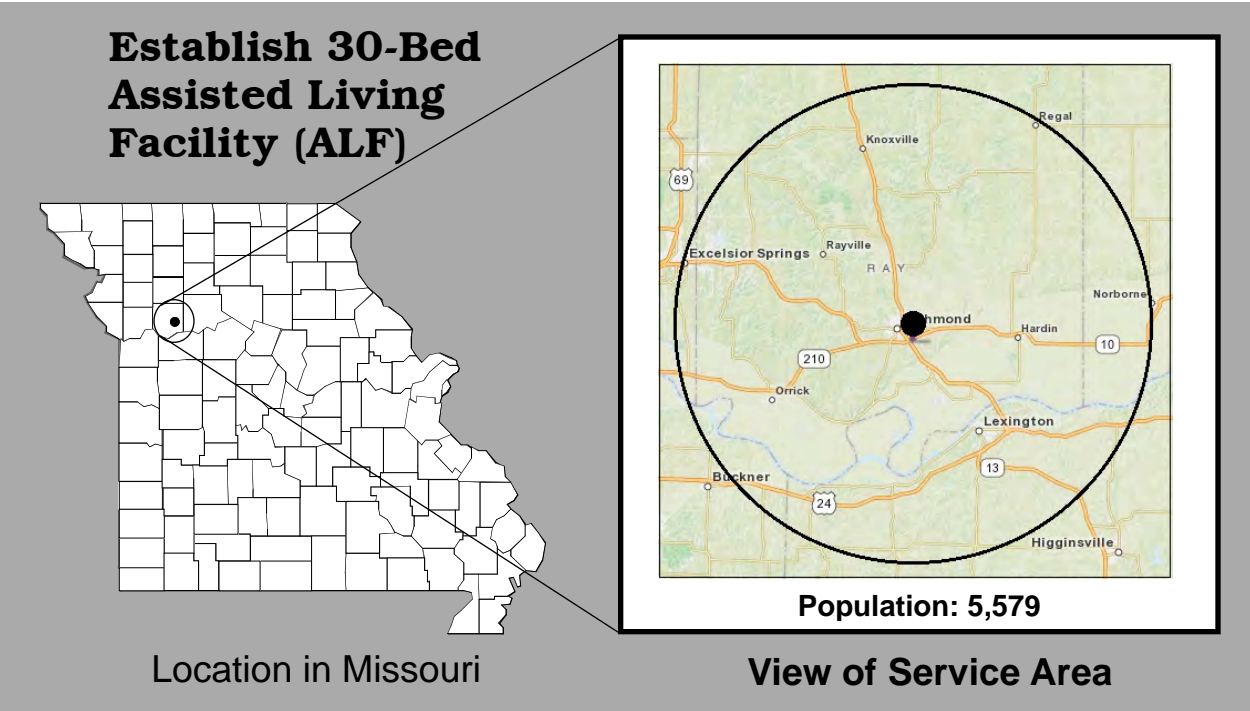 Establish 30-Bed
Assisted Living
Facility (ALF)
Regal
Knoxville
69
Rayville
Excelsior Springs
RAY
Norborne
hmond
Hardin
10
210
Orrick
Lexington
13
Buckner
24
Higginsville
Population: 5,579
Location in Missouri
View of Service Area